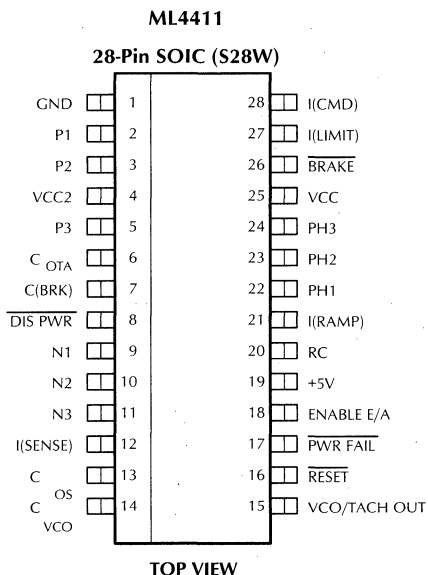 ML4411
28-Pin SOIC (S28W)
GND 1 28 I(CMD)
P1 2 27 I(LIMIT)
P2 3 26 BRAKE
VCC2 4 25 VCC
P3 5 24 PH3
C OTA 6 23 PH2
C(BRK) 7 22 PH1
DIS PWR 8 21 I(RAMP)
N1 9 20 RC
N2 10 19 +5V
N3 11 18 ENABLE E/A
I(SENSE) 12 17 PWR FAIL
C OS 13 16 RESET
C VCO 14 15 VCO/TACH OUT
TOP VIEW